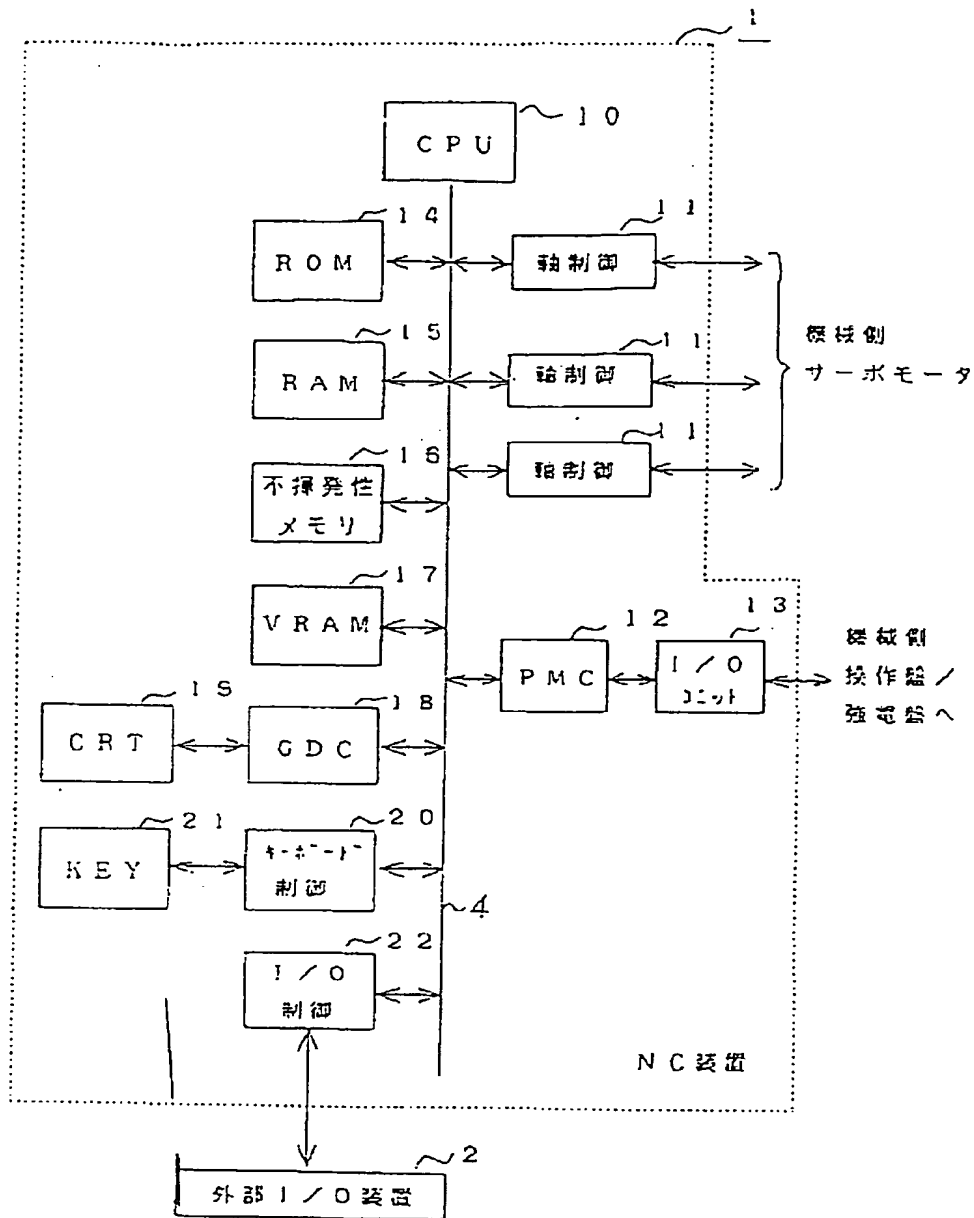 1
10
CPU
14
11
ROM
軸制御
15
11
RAM
軸制御
機械側
サーボモータ
16
11
不揮発性
メモリ
軸制御
17
VRAM
12
13
PMC
I/O
ユニット
機械側
操作盤/
強電盤へ
19
18
CRT
GDC
21
20
KEY
キーボード
制御
4
22
I/O
制御
NC装置
2
外部I/O装置